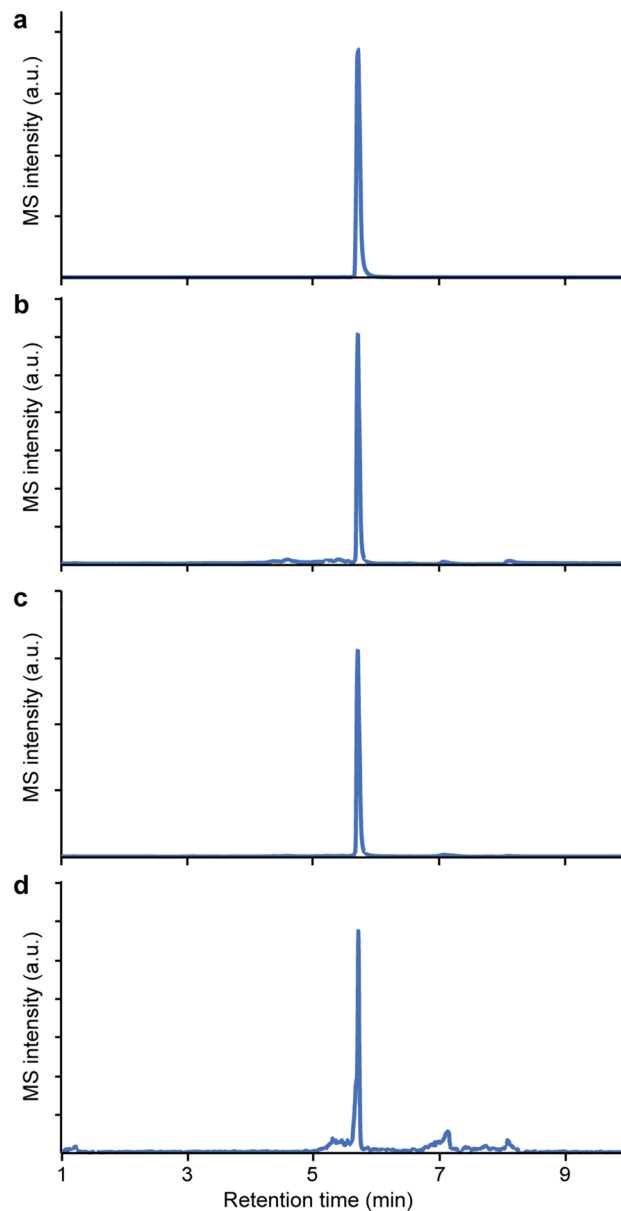 a
MS intensity (a.u.)
b
MS intensity (a.u.)
c
MS intensity (a.u.)
d
MS intensity (a.u.)
1 3 5 7 9
Retention time (min)